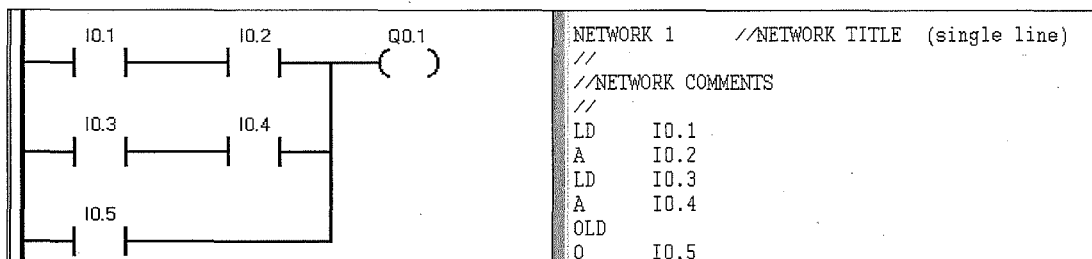 I0.1 I0.2 Q0.1
I0.3 I0.4
I0.5
NETWORK 1 //NETWORK TITLE (single line)
//
//NETWORK COMMENTS
//
LD I0.1
A I0.2
LD I0.3
A I0.4
OLD
O I0.5